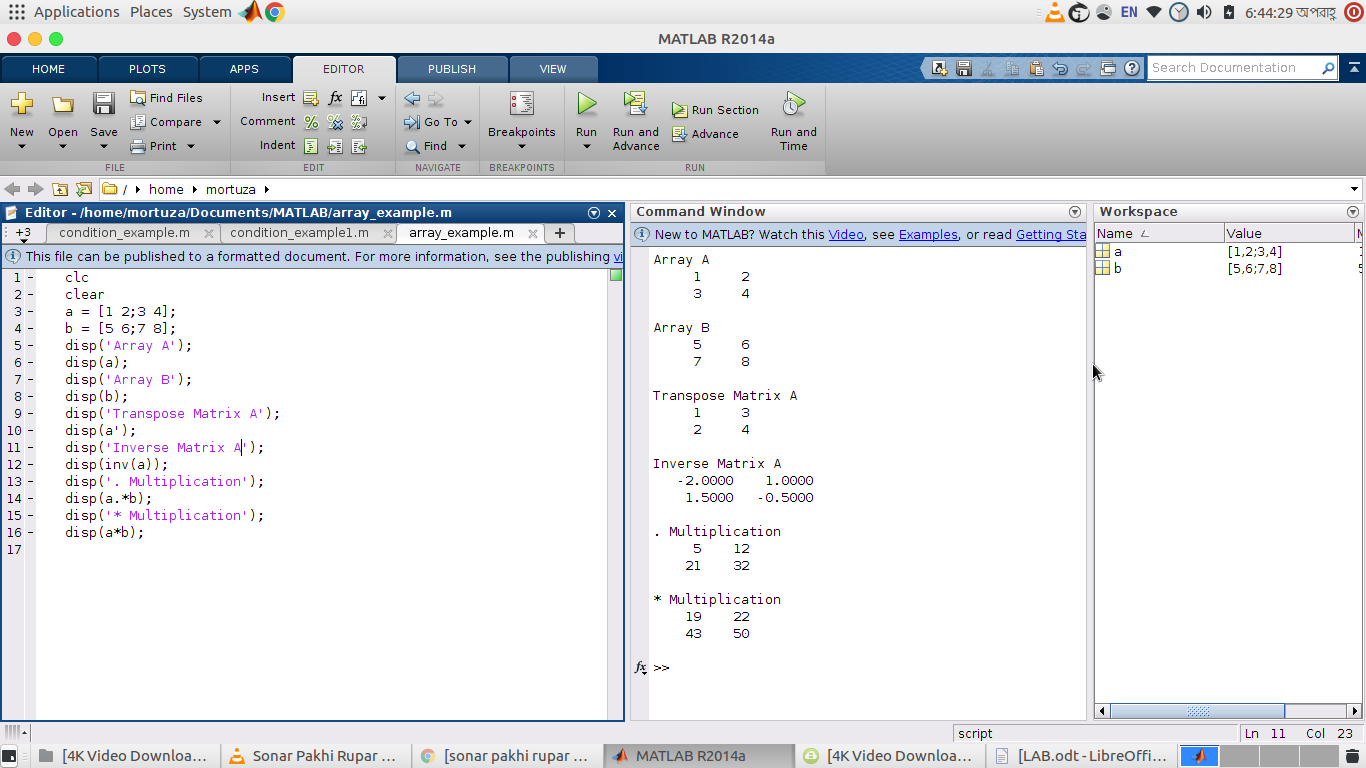 Applications Places System EN 6:44:29 অপরাহ্ণ
MATLAB R2014a
HOME PLOTS APPS EDITOR PUBLISH VIEW Search Documentation
New Open Save Find Files Compare Print
Insert fx
Comment
Indent
Go To Find
Breakpoints
Run Run and Advance Run Section Advance Run and Time
FILE EDIT NAVIGATE BREAKPOINTS RUN
/ home mortuza
Editor - /home/mortuza/Documents/MATLAB/array_example.m
+3 condition_example.m condition_example1.m array_example.m
This file can be published to a formatted document. For more information, see the publishing vi
1 - clc
2 - clear
3 - a = [1 2;3 4];
4 - b = [5 6;7 8];
5 - disp('Array A');
6 - disp(a);
7 - disp('Array B');
8 - disp(b);
9 - disp('Transpose Matrix A');
10 - disp(a');
11 - disp('Inverse Matrix A');
12 - disp(inv(a));
13 - disp('. Multiplication');
14 - disp(a.*b);
15 - disp('* Multiplication');
16 - disp(a*b);
17
Command Window
New to MATLAB? Watch this Video, see Examples, or read Getting Sta
Array A
1 2
3 4
Array B
5 6
7 8
Transpose Matrix A
1 3
2 4
Inverse Matrix A
-2.0000 1.0000
1.5000 -0.5000
. Multiplication
5 12
21 32
* Multiplication
19 22
43 50
fx >>
Workspace
Name Value M
a [1,2;3,4] 1
b [5,6;7,8] 5
script Ln 11 Col 23
[4K Video Downloa... Sonar Pakhi Rupar ... [sonar pakhi rupar ... MATLAB R2014a [4K Video Downloa... [LAB.odt - LibreOffi...